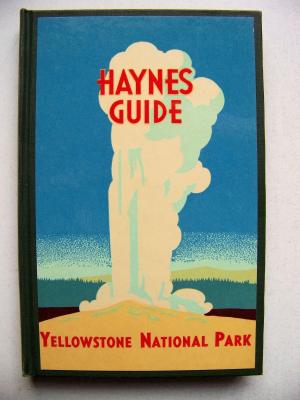 HAYNES
GUIDE
YELLOWSTONE NATIONAL PARK